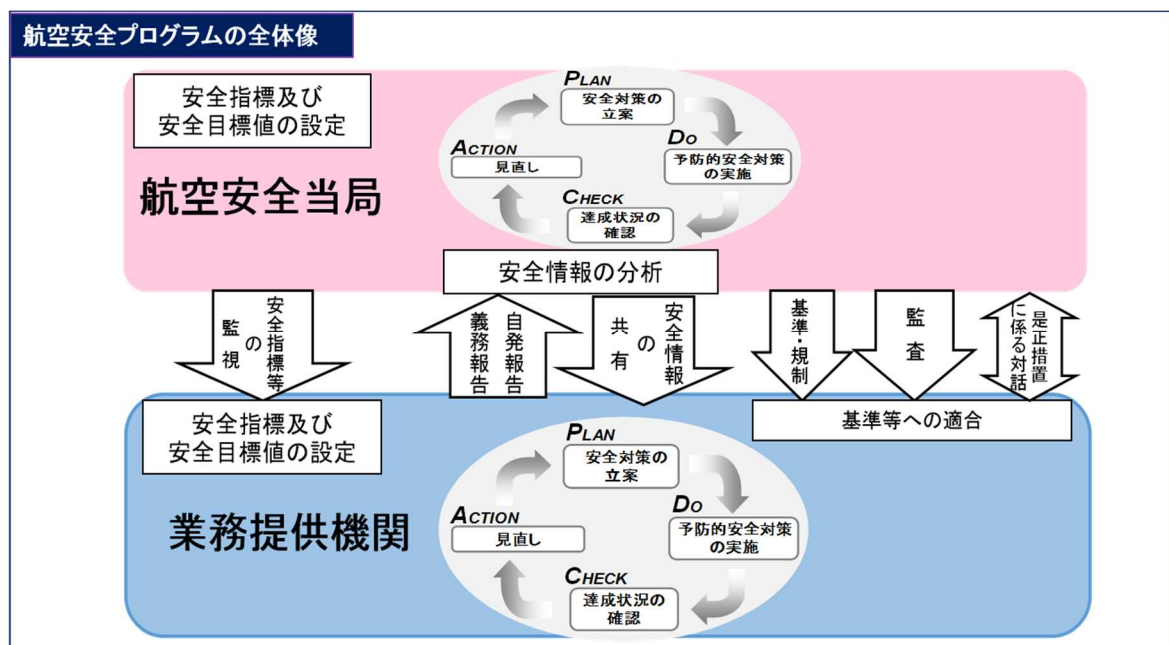 航空安全プログラムの全体像
安全指標及び
安全目標値の設定
航空安全当局
PLAN
安全対策の
立案
DO
予防的安全対策
の実施
CHECK
達成状況の
確認
ACTION
見直し
安全情報の分析
安全指標等
の
監視
自発報告
義務報告
安全情報
の
共有
基準・規制
監査
是正措置
に係る対話
安全指標及び
安全目標値の設定
基準等への適合
業務提供機関
PLAN
安全対策の
立案
DO
予防的安全対策
の実施
CHECK
達成状況の
確認
ACTION
見直し